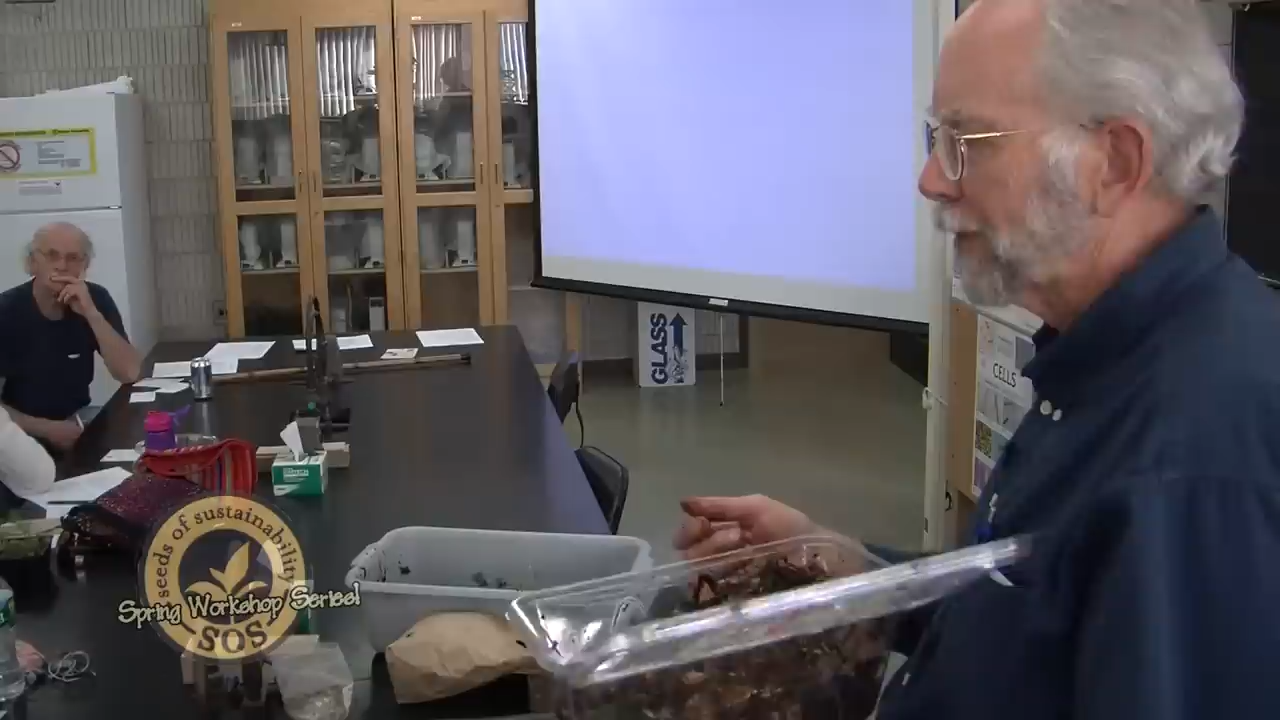 GLASS
CELLS
seeds of sustainability
Spring Workshop Series!
SOS